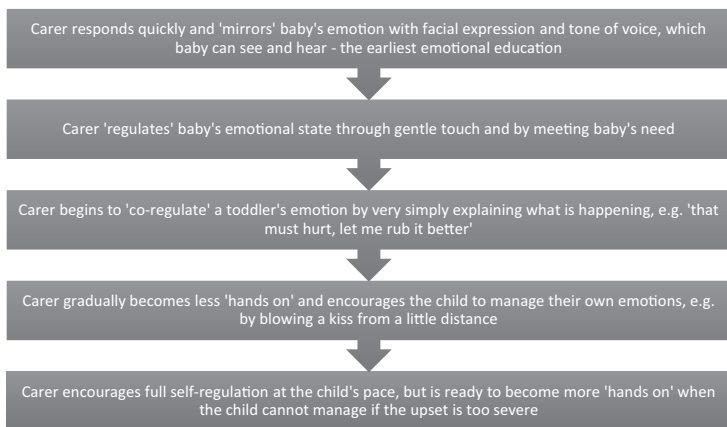 Carer responds quickly and 'mirrors' baby's emotion with facial expression and tone of voice, which
baby can see and hear - the earliest emotional education
Carer 'regulates' baby's emotional state through gentle touch and by meeting baby's need
Carer begins to 'co-regulate' a toddler's emotion by very simply explaining what is happening, e.g. 'that
must hurt, let me rub it better'
Carer gradually becomes less 'hands on' and encourages the child to manage their own emotions, e.g.
by blowing a kiss from a little distance
Carer encourages full self-regulation at the child's pace, but is ready to become more 'hands on' when
the child cannot manage if the upset is too severe